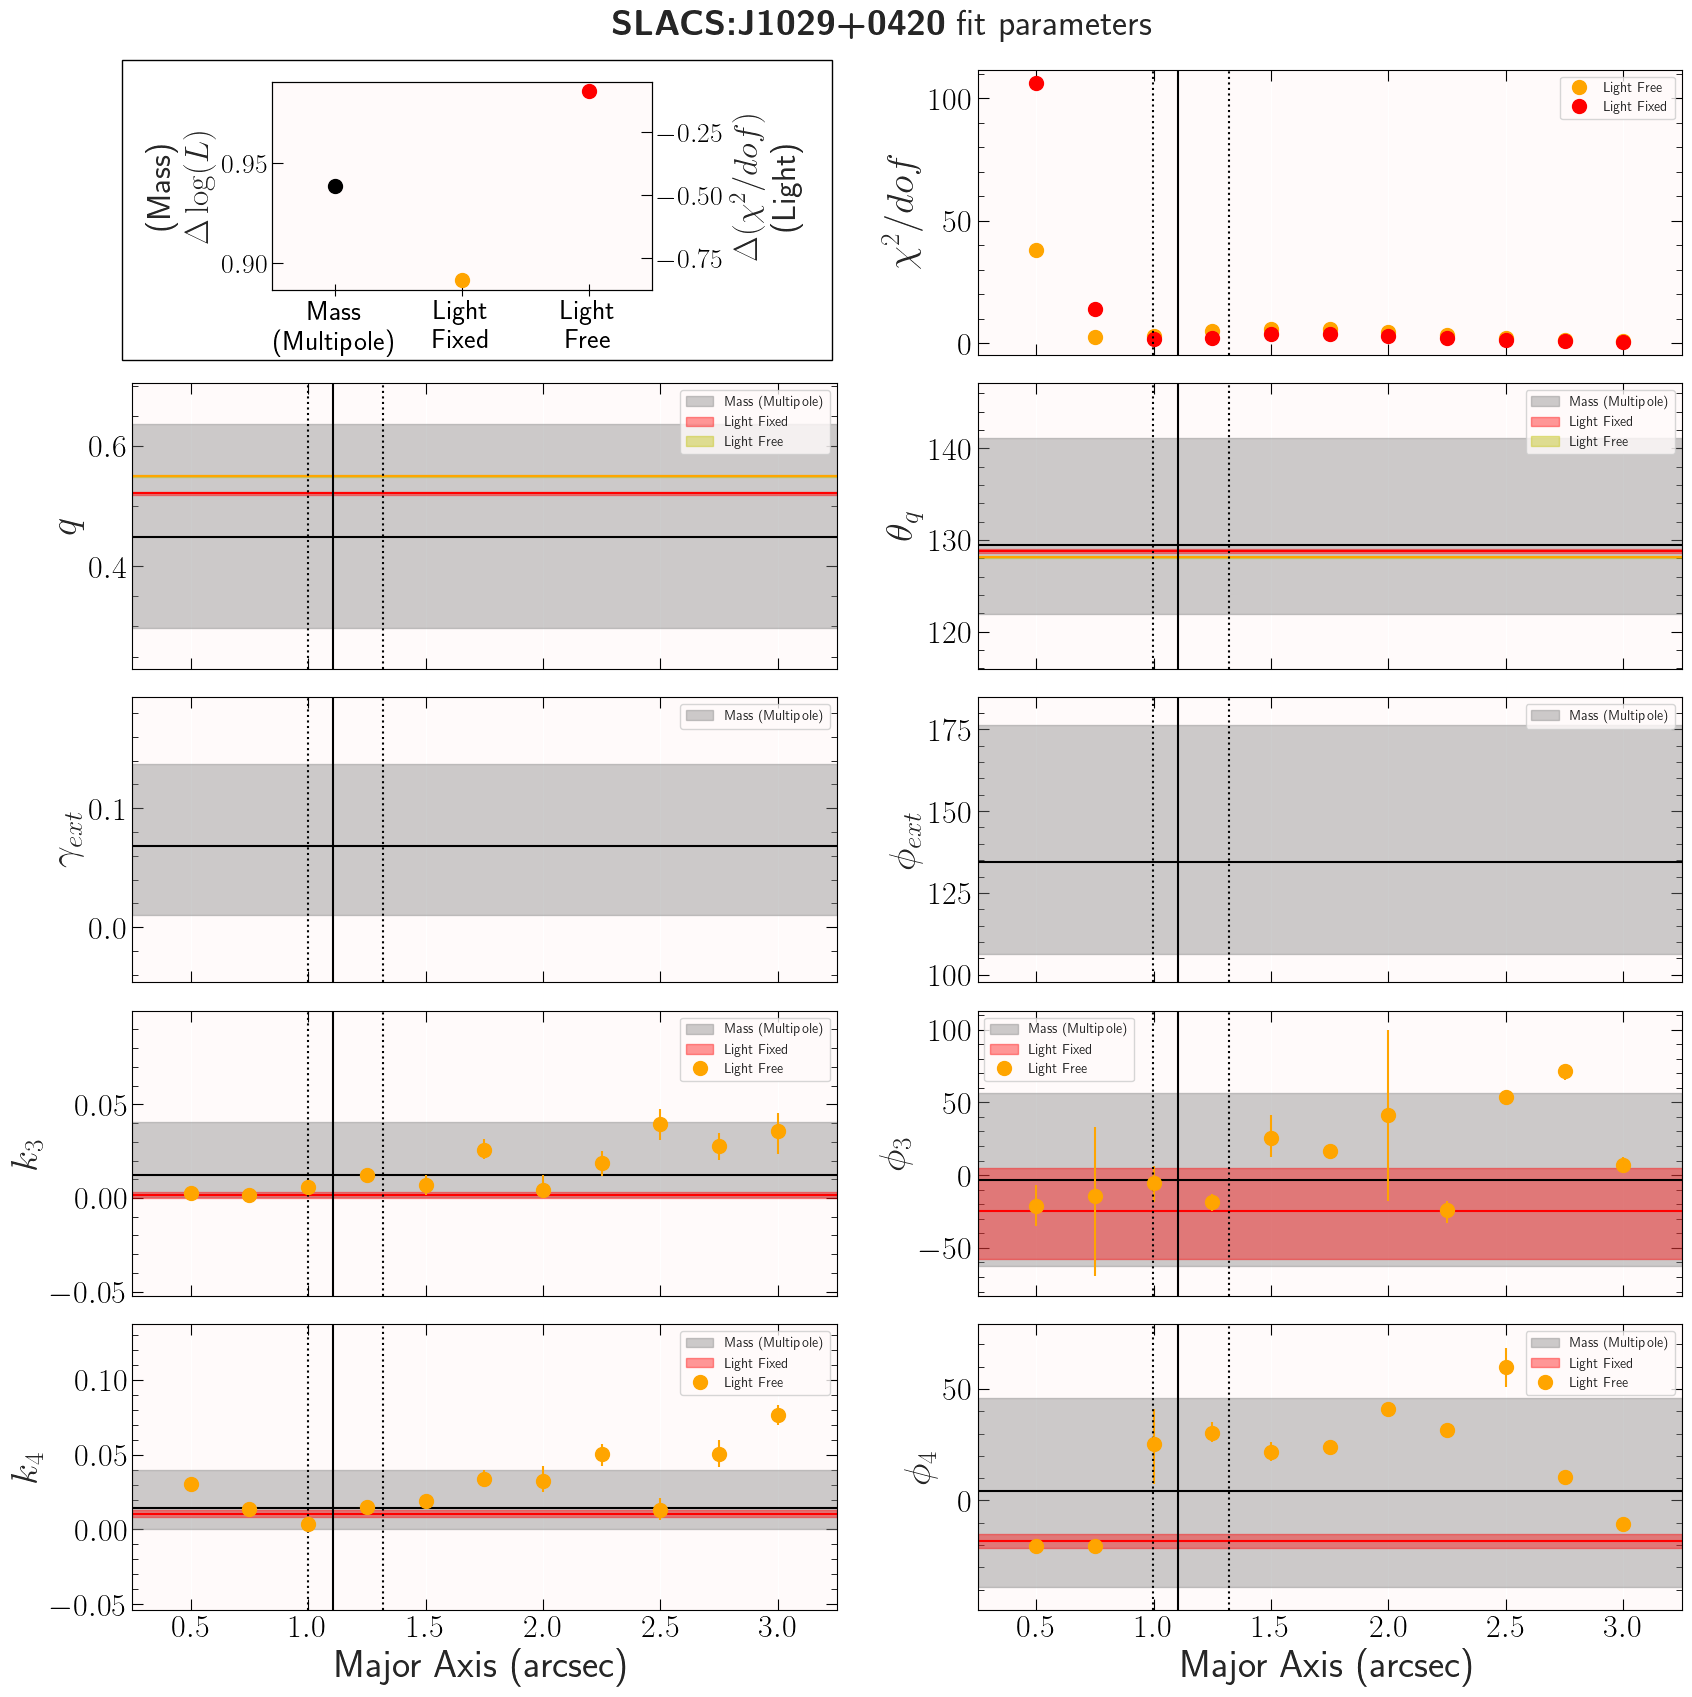 SLACS:J1029+0420 fit parameters
(Mass)
Δ log(L)
0.95
0.90
−0.25
−0.50
−0.75
Δ(χ²/dof)
(Light)
Mass
(Multipole)
Light
Fixed
Light
Free
χ²/dof
100
50
0
Light Free
Light Fixed
q
0.6
0.4
Mass (Multipole)
Light Fixed
Light Free
θq
140
130
120
Mass (Multipole)
Light Fixed
Light Free
γext
0.1
0.0
Mass (Multipole)
ϕext
175
150
125
100
Mass (Multipole)
k3
0.05
0.00
−0.05
Mass (Multipole)
Light Fixed
Light Free
ϕ3
100
50
0
−50
Mass (Multipole)
Light Fixed
Light Free
k4
0.10
0.05
0.00
−0.05
Mass (Multipole)
Light Fixed
Light Free
0.5 1.0 1.5 2.0 2.5 3.0
Major Axis (arcsec)
ϕ4
50
0
Mass (Multipole)
Light Fixed
Light Free
0.5 1.0 1.5 2.0 2.5 3.0
Major Axis (arcsec)